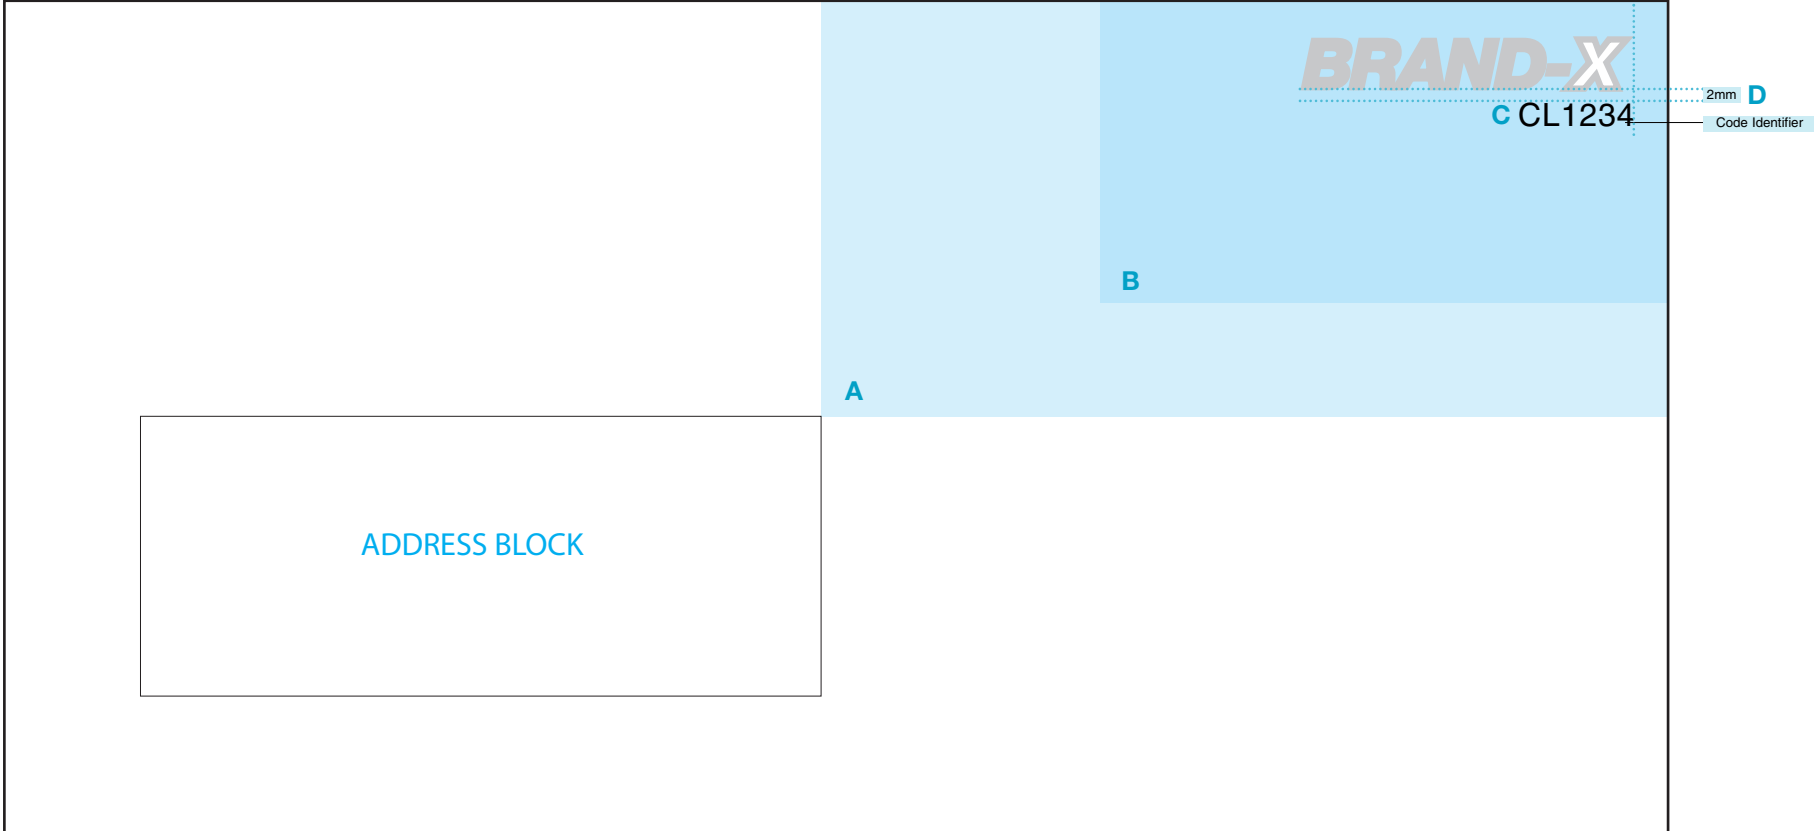 BRAND-X
2mm D
C CL1234
Code Identifier
B
A
ADDRESS BLOCK